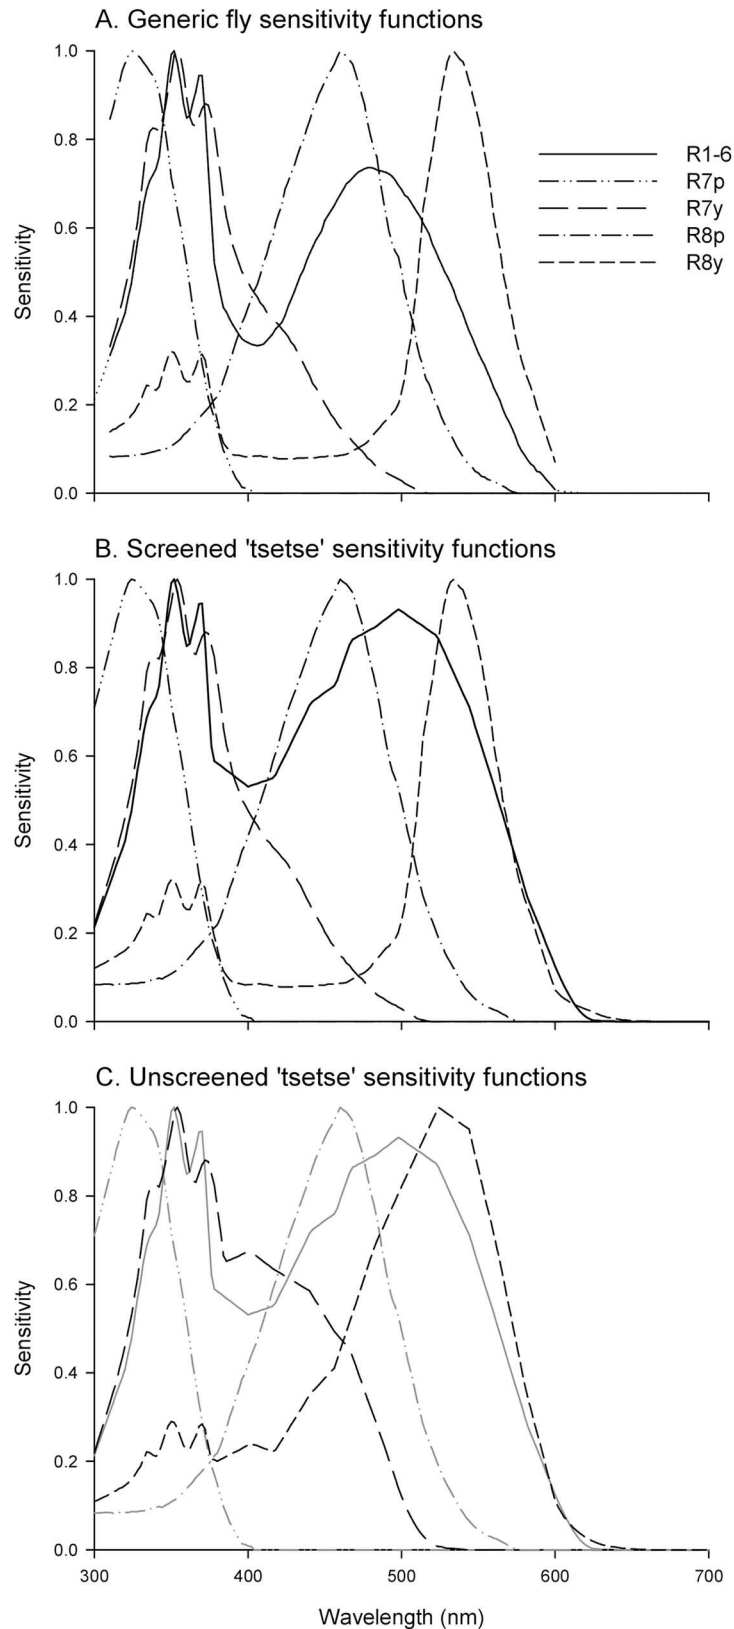 A. Generic fly sensitivity functions
1.0
0.8
0.6
0.4
0.2
0.0
Sensitivity
R1-6
R7p
R7y
R8p
R8y
B. Screened 'tsetse' sensitivity functions
1.0
0.8
0.6
0.4
0.2
0.0
Sensitivity
C. Unscreened 'tsetse' sensitivity functions
1.0
0.8
0.6
0.4
0.2
0.0
Sensitivity
300 400 500 600 700
Wavelength (nm)